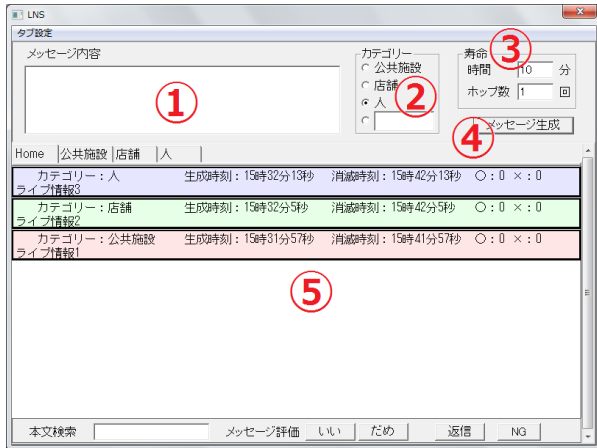 LNS
タブ設定
メッセージ内容
①
カテゴリー
公共施設
店舗
人
②
寿命
③
時間 10 分
ホップ数 1 回
④
メッセージ生成
Home 公共施設 店舗 人
カテゴリー:人 生成時刻:15時32分13秒 消滅時刻:15時42分13秒 ○:0 ×:0
ライブ情報3
カテゴリー:店舗 生成時刻:15時32分5秒 消滅時刻:15時42分5秒 ○:0 ×:0
ライブ情報2
カテゴリー:公共施設 生成時刻:15時31分57秒 消滅時刻:15時41分57秒 ○:0 ×:0
ライブ情報1
⑤
本文検索 メッセージ評価 いい だめ 返信 NG